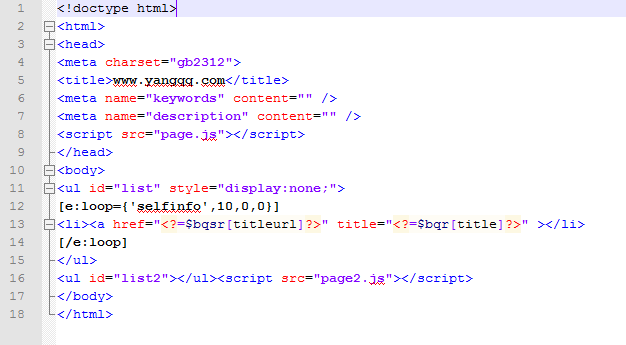 1 <!doctype html>
2 <html>
3 <head>
4 <meta charset="gb2312">
5 <title>www.yangqq.com</title>
6 <meta name="keywords" content="" />
7 <meta name="description" content="" />
8 <script src="page.js"></script>
9 </head>
10 <body>
11 <ul id="list" style="display:none;">
12 [e:loop={'selfinfo',10,0,0}]
13 <li><a href="<?=$bqsr[titleurl]?>" title="<?=$bqr[title]?>" ></li>
14 [/e:loop]
15 </ul>
16 <ul id="list2"></ul><script src="page2.js"></script>
17 </body>
18 </html>